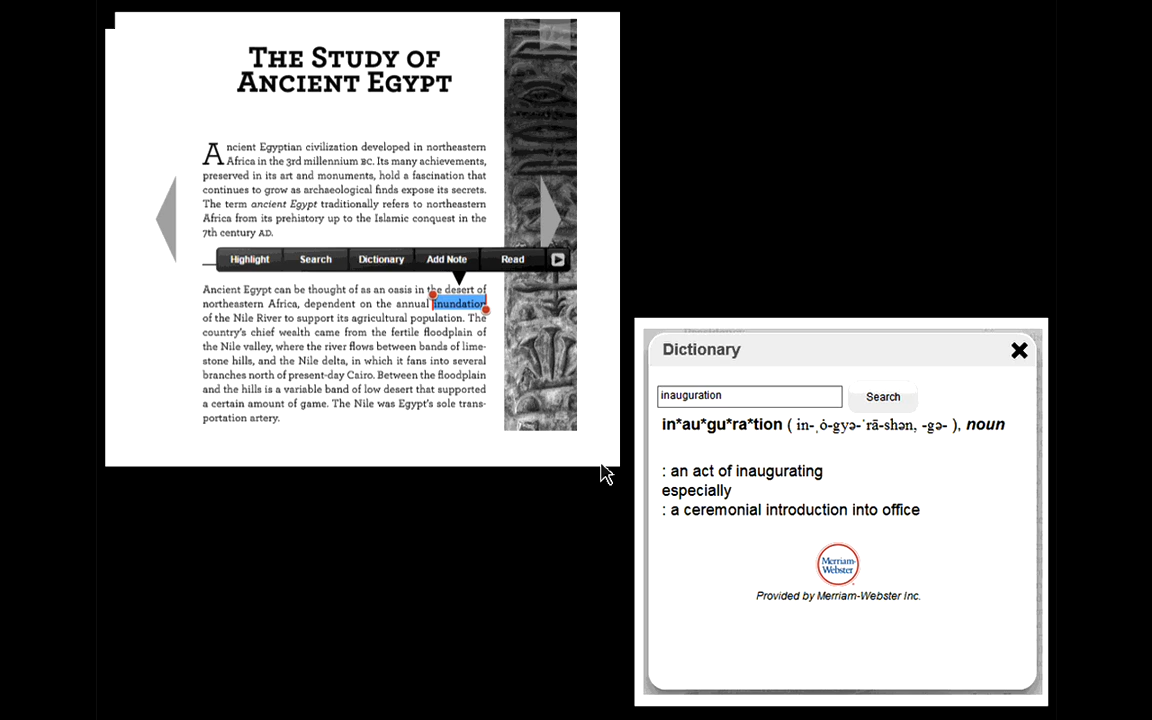 THE STUDY OF
ANCIENT EGYPT
Ancient Egyptian civilization developed in northeastern
Africa in the 3rd millennium BC. Its many achievements,
preserved in its art and monuments, hold a fascination that
continues to grow as archaeological finds expose its secrets.
The term ancient Egypt traditionally refers to northeastern
Africa from its prehistory up to the Islamic conquest in the
7th century AD.
Highlight Search Dictionary Add Note Read
Ancient Egypt can be thought of as an oasis in the desert of
northeastern Africa, dependent on the annual inundation
of the Nile River to support its agricultural population. The
country's chief wealth came from the fertile floodplain of
the Nile valley, where the river flows between bands of lime-
stone hills, and the Nile delta, in which it fans into several
branches north of present-day Cairo. Between the floodplain
and the hills is a variable band of low desert that supported
a certain amount of game. The Nile was Egypt's sole trans-
portation artery.
Dictionary
inauguration Search
in*au*gu*ra*tion ( in-ˌȯ-gyə-ˈrā-shən, -gə- ), noun
: an act of inaugurating
especially
: a ceremonial introduction into office
Merriam-
Webster
Provided by Merriam-Webster Inc.